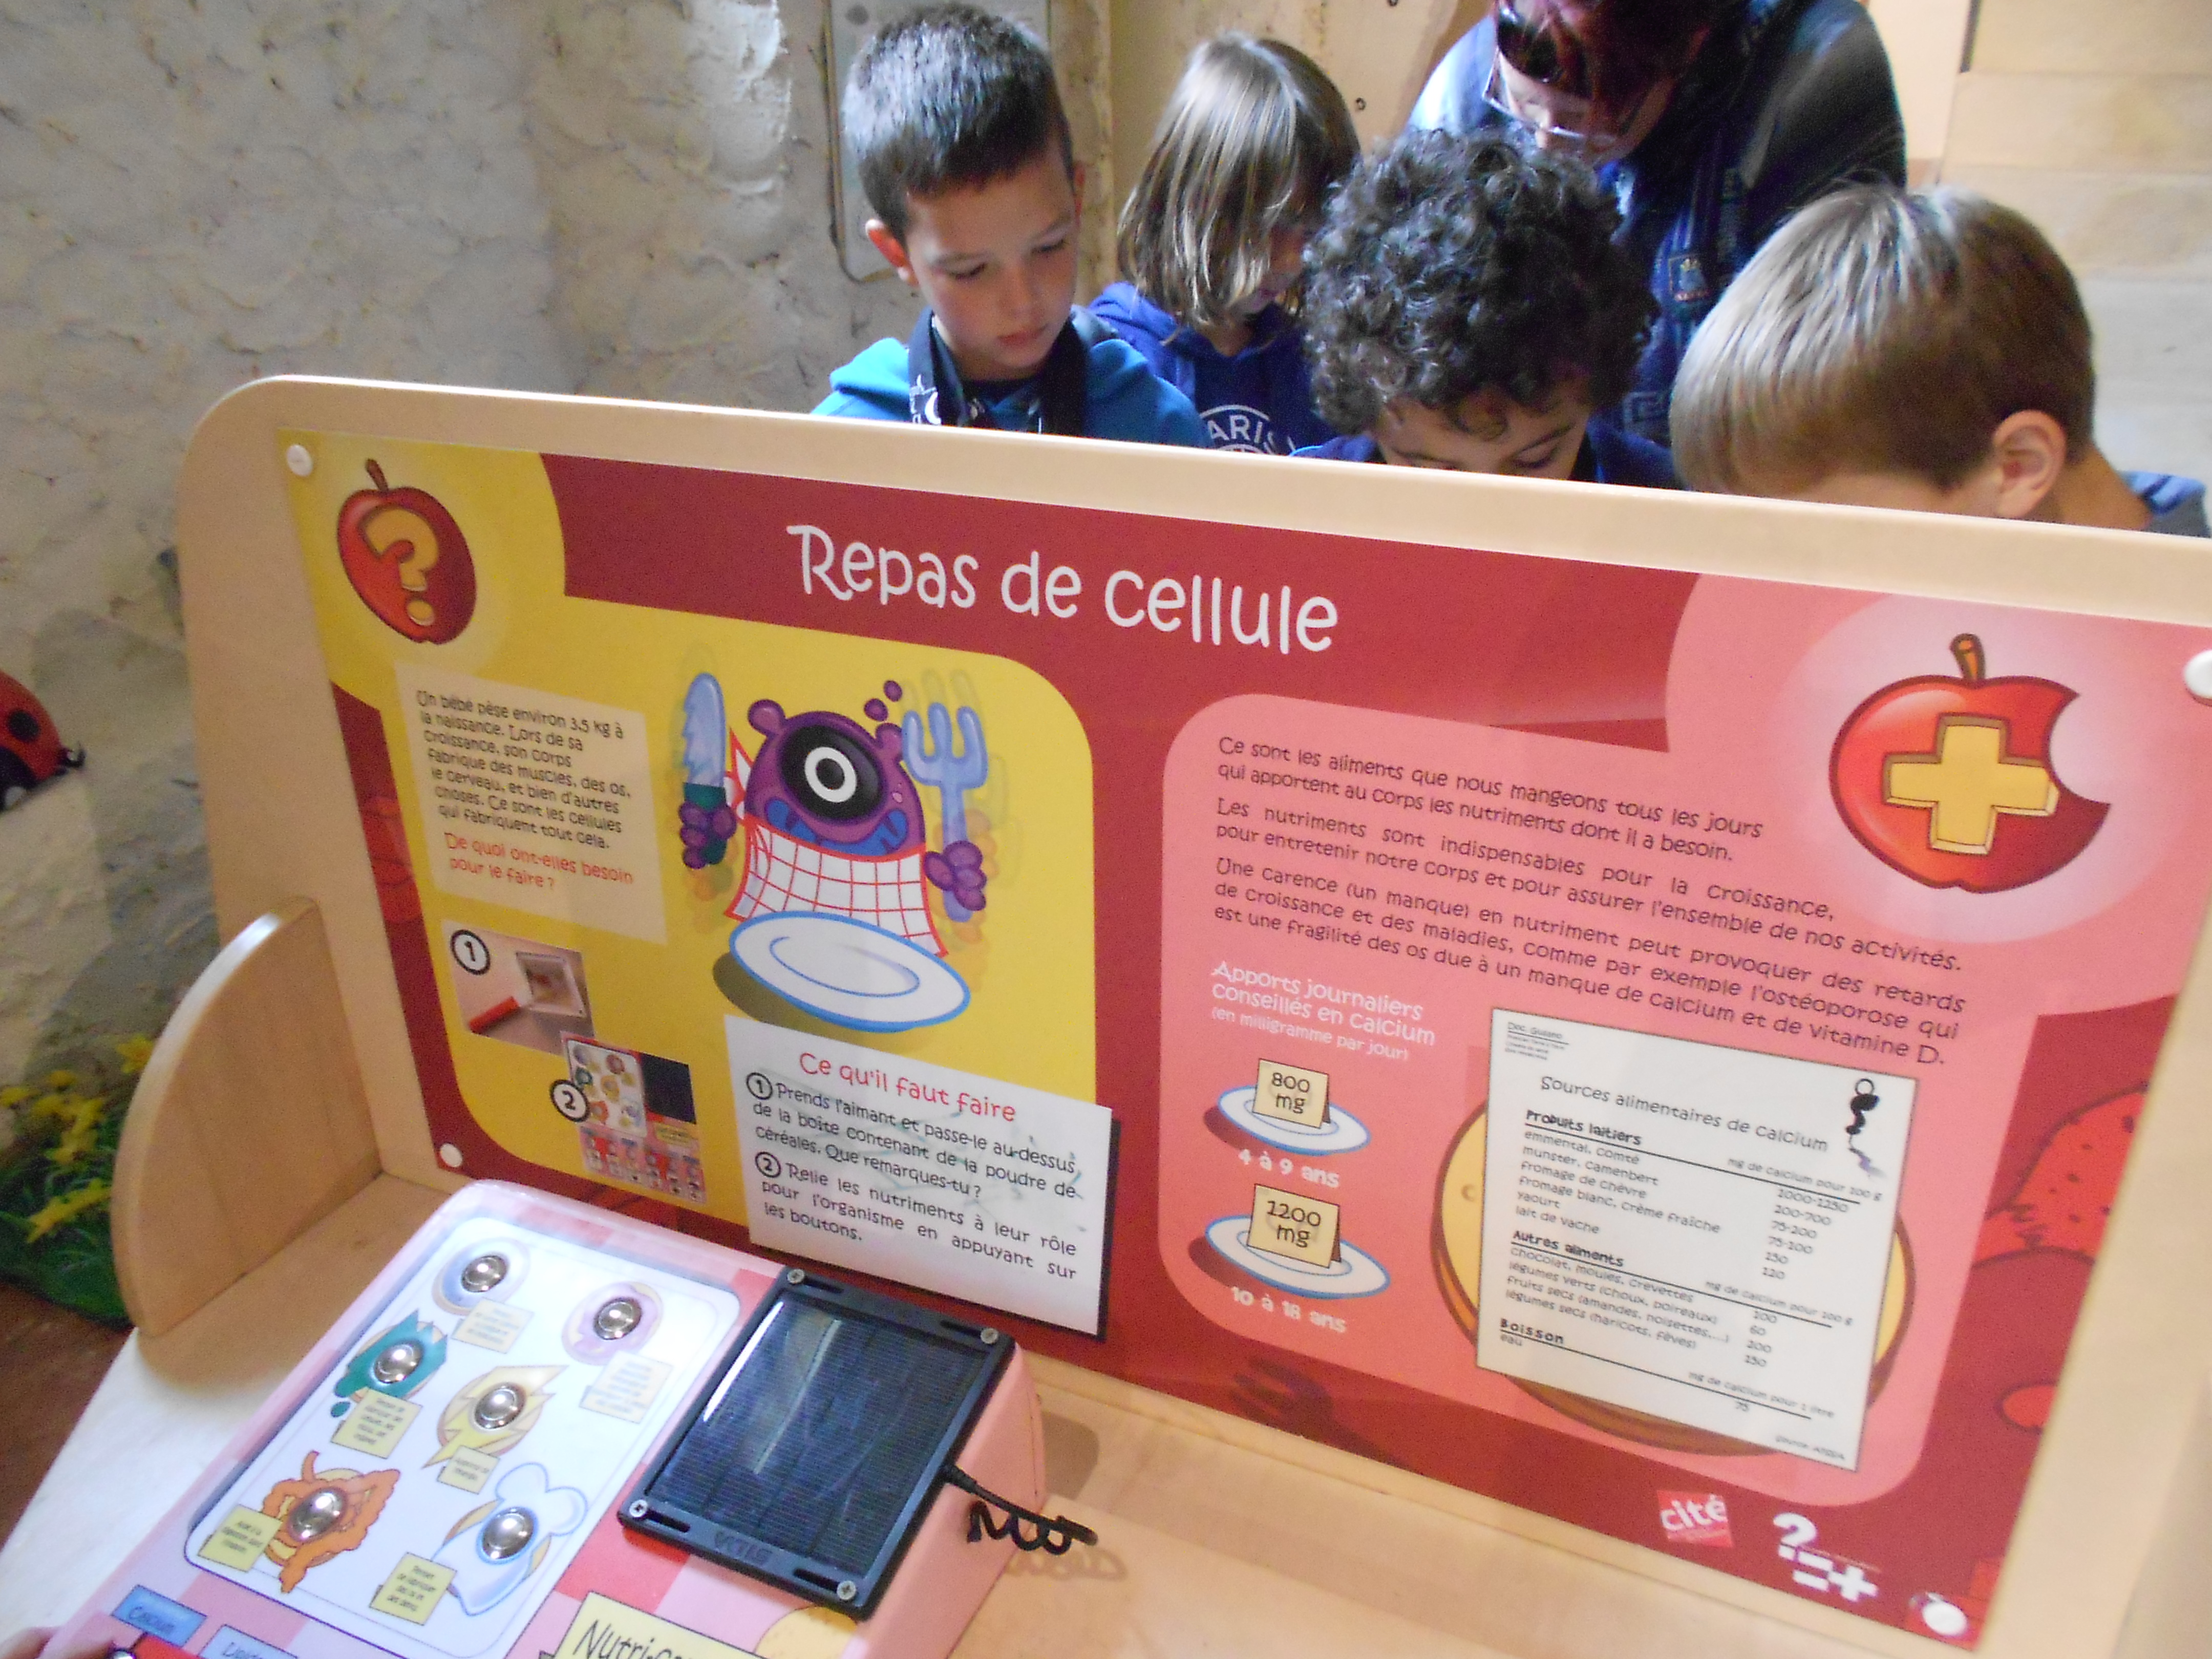 ARIS
Repas de cellule
Un bébé pèse environ 3.5 kg à
la naissance. Lors de sa
croissance, son corps
fabrique des muscles, des os,
le cerveau, et bien d'autres
choses. Ce sont les cellules
qui fabriquent tout cela.
De quoi ont-elles besoin
pour le faire ?
1
2
Ce qu'il faut faire
1 Prends l'aimant et passe-le au-dessus
de la boîte contenant de la poudre de
céréales. Que remarques-tu ?
2 Relie les nutriments à leur rôle
pour l'organisme en appuyant sur
les boutons.
Ce sont les aliments que nous mangeons tous les jours
qui apportent au corps les nutriments dont il a besoin.
Les nutriments sont indispensables pour la croissance,
pour entretenir notre corps et pour assurer l'ensemble de nos activités.
Une carence (un manque) en nutriment peut provoquer des retards
de croissance et des maladies, comme par exemple l'ostéoporose qui
est une fragilité des os due à un manque de calcium et de vitamine D.
Apports journaliers
conseillés en calcium
(en milligramme par jour)
800
mg
4 à 9 ans
1200
mg
10 à 18 ans
Sources alimentaires de calcium
Produits laitiers mg de calcium pour 100 g
emmental, comté 1000-1250
munster, camembert 200-700
fromage de chèvre 75-200
fromage blanc, crème fraîche 75-100
yaourt 150
lait de vache 120
Autres aliments mg de calcium pour 100 g
chocolat, moules, crevettes 200
légumes verts (choux, poireaux) 60
fruits secs (amandes, noisettes,...) 200
légumes secs (haricots, fèves) 150
Boisson mg de calcium pour 1 litre
eau 75
cité
Calcium